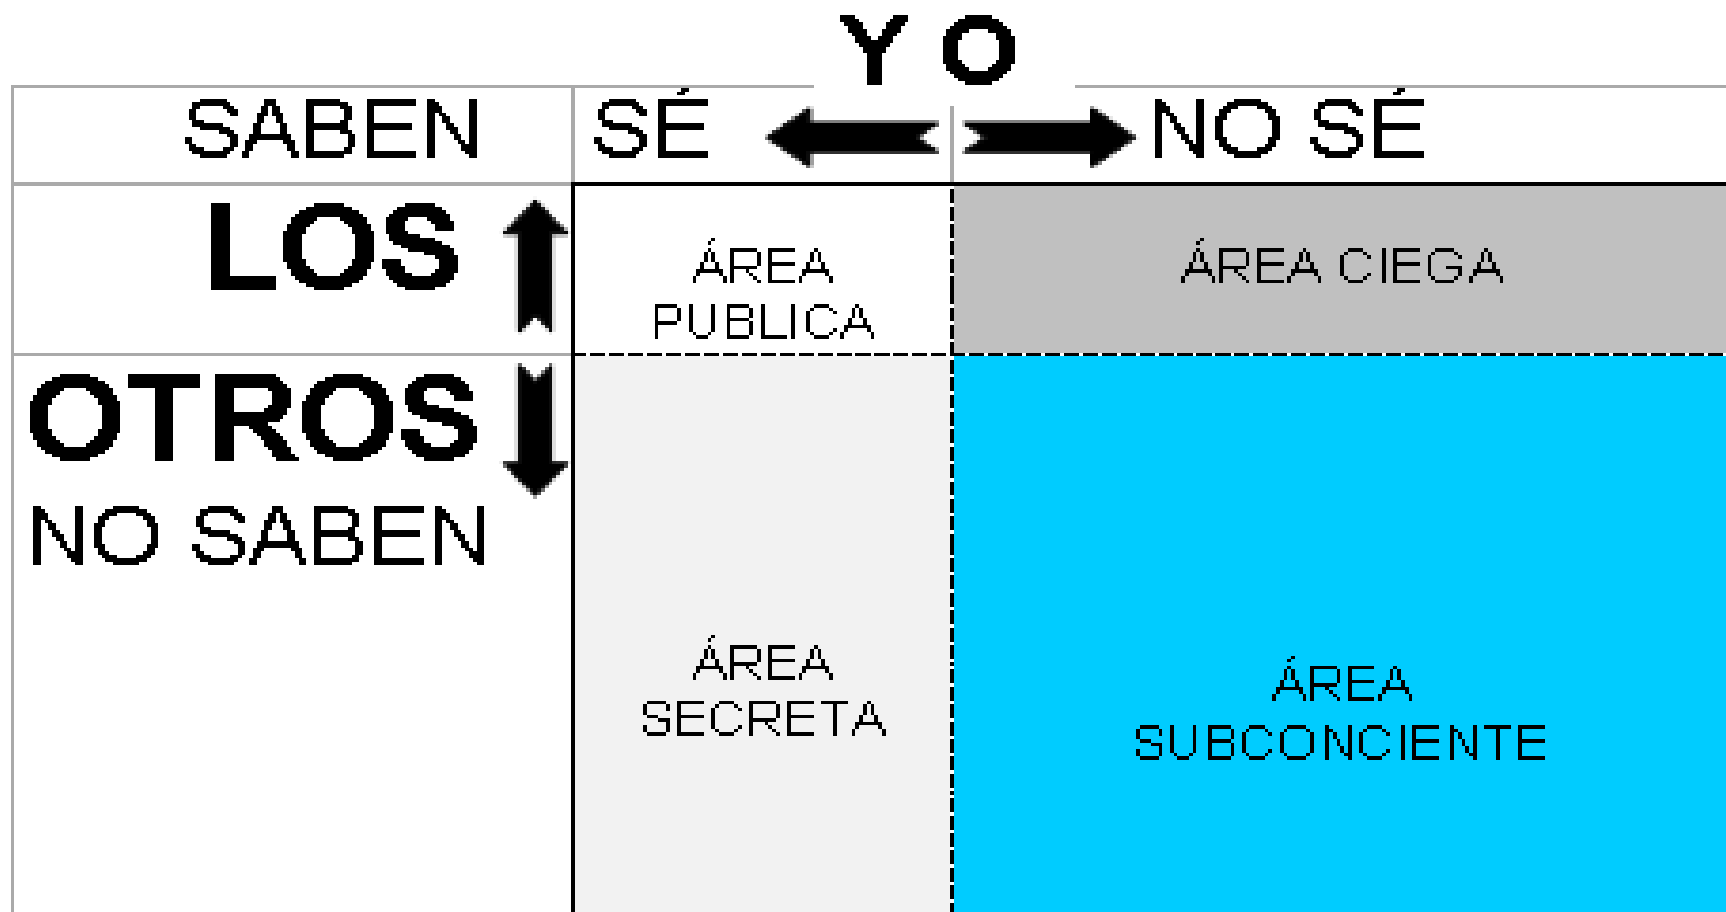 Y O
SABEN SÉ NO SÉ
LOS
ÁREA
PUBLICA
ÁREA CIEGA
OTROS
NO SABEN
ÁREA
SECRETA
ÁREA
SUBCONCIENTE